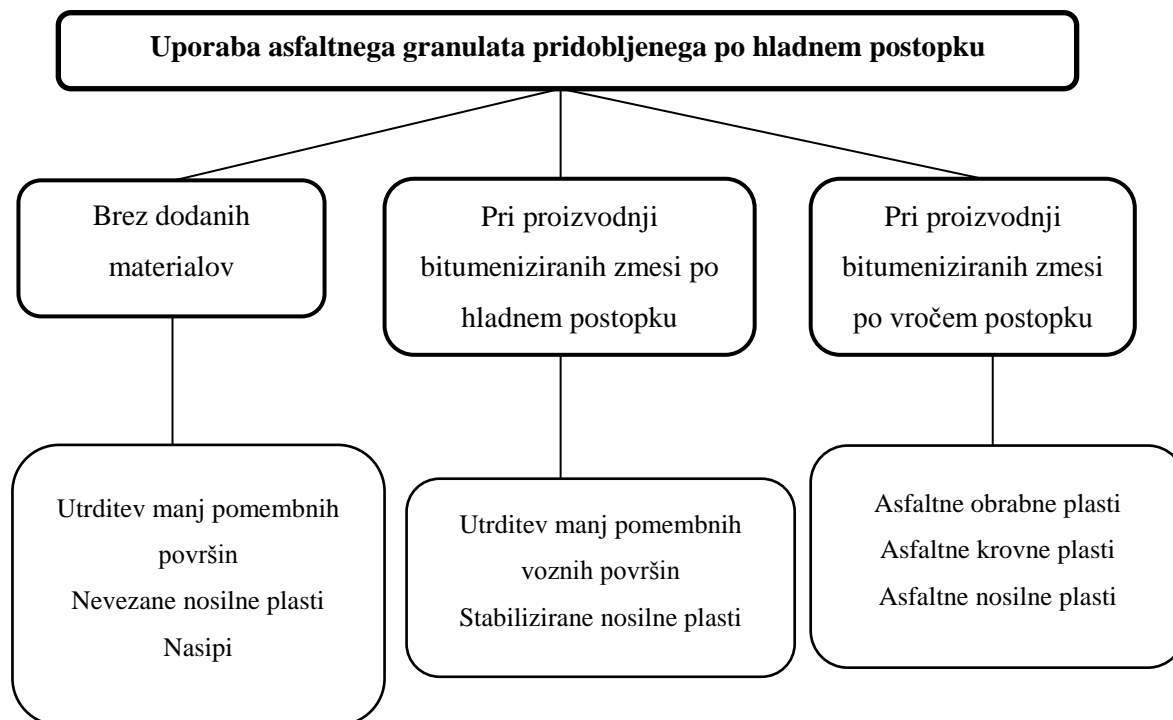 Uporaba asfaltnega granulata pridobljenega po hladnem postopku
Brez dodanih
materialov
Pri proizvodnji
bitumeniziranih zmesi po
hladnem postopku
Pri proizvodnji
bitumeniziranih zmesi
po vročem postopku
Utrditev manj pomembnih
površin
Nevezane nosilne plasti
Nasipi
Utrditev manj pomembnih
voznih površin
Stabilizirane nosilne plasti
Asfaltne obrabne plasti
Asfaltne krovne plasti
Asfaltne nosilne plasti